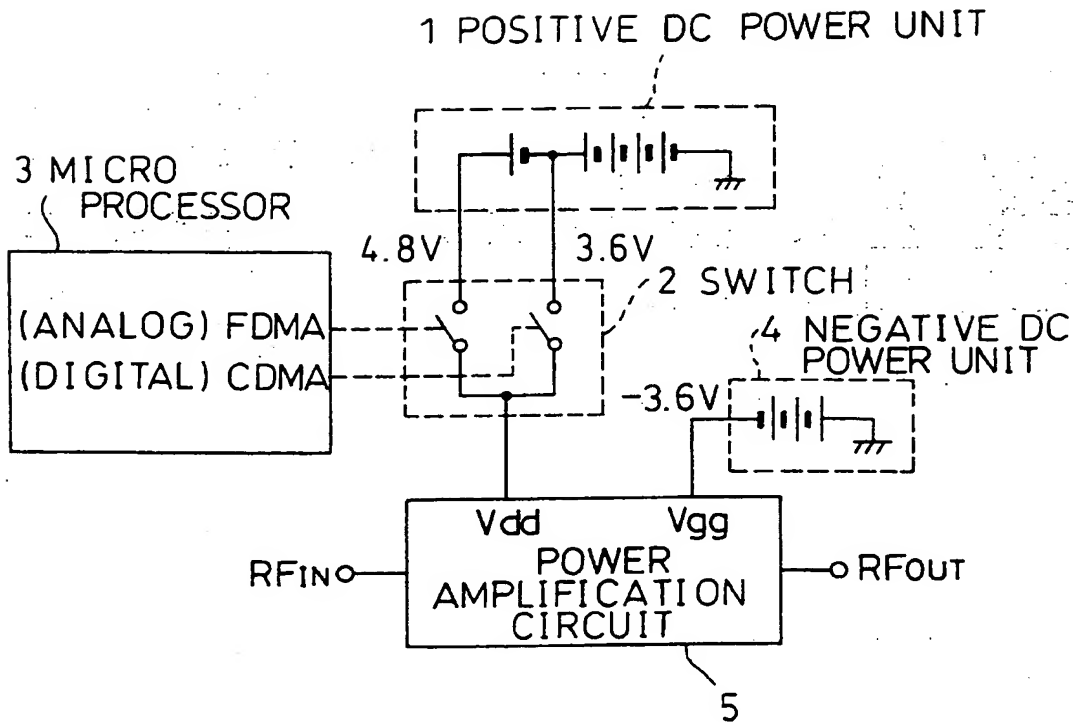 1 POSITIVE DC POWER UNIT
3 MICRO
PROCESSOR
4.8V
3.6V
2 SWITCH
(ANALOG) FDMA
(DIGITAL) CDMA
4 NEGATIVE DC
POWER UNIT
-3.6V
Vdd
Vgg
RFIN
POWER
AMPLIFICATION
CIRCUIT
RFOUT
5